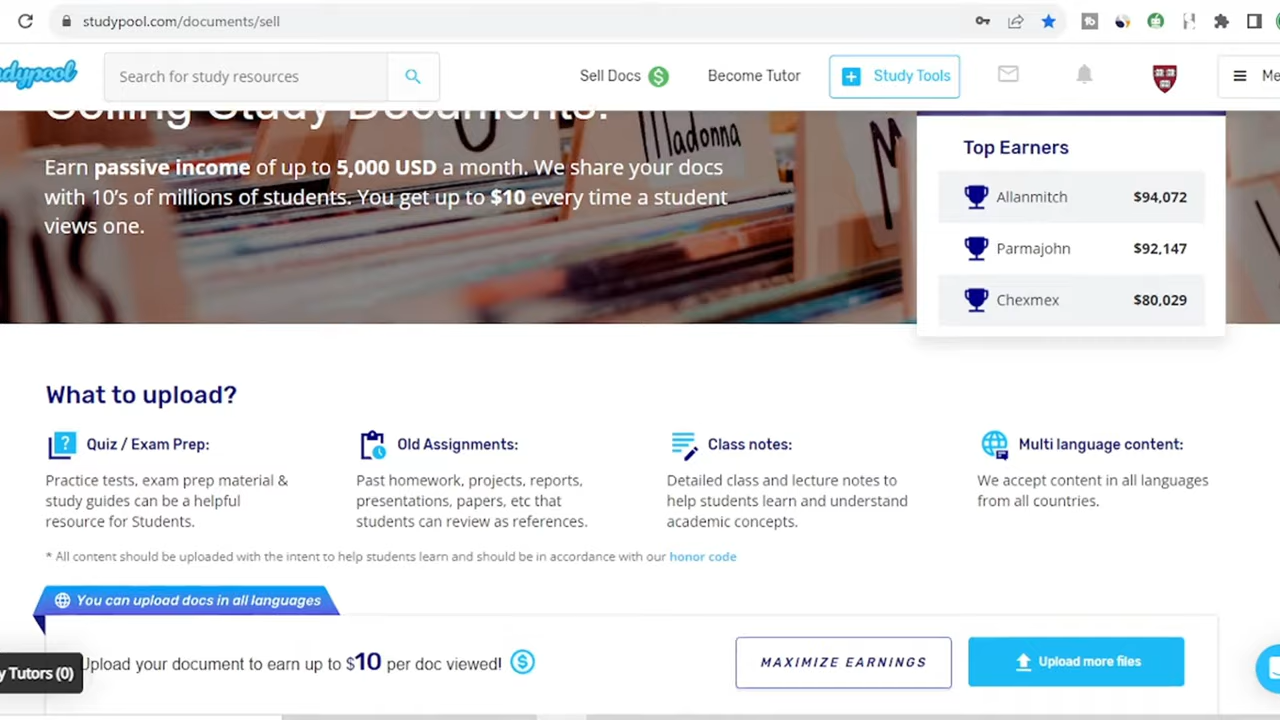 studypool.com/documents/sell
Search for study resources
Sell Docs
Become Tutor
Study Tools
Selling Study Documents!
Madonna
Earn passive income of up to 5,000 USD a month. We share your docs
with 10's of millions of students. You get up to $10 every time a student
views one.
Top Earners
Allanmitch $94,072
Parmajohn $92,147
Chexmex $80,029
What to upload?
Quiz / Exam Prep:
Practice tests, exam prep material &
study guides can be a helpful
resource for Students.
Old Assignments:
Past homework, projects, reports,
presentations, papers, etc that
students can review as references.
Class notes:
Detailed class and lecture notes to
help students learn and understand
academic concepts.
Multi language content:
We accept content in all languages
from all countries.
* All content should be uploaded with the intent to help students learn and should be in accordance with our honor code
You can upload docs in all languages
Upload your document to earn up to $10 per doc viewed!
MAXIMIZE EARNINGS
Upload more files
y Tutors (0)